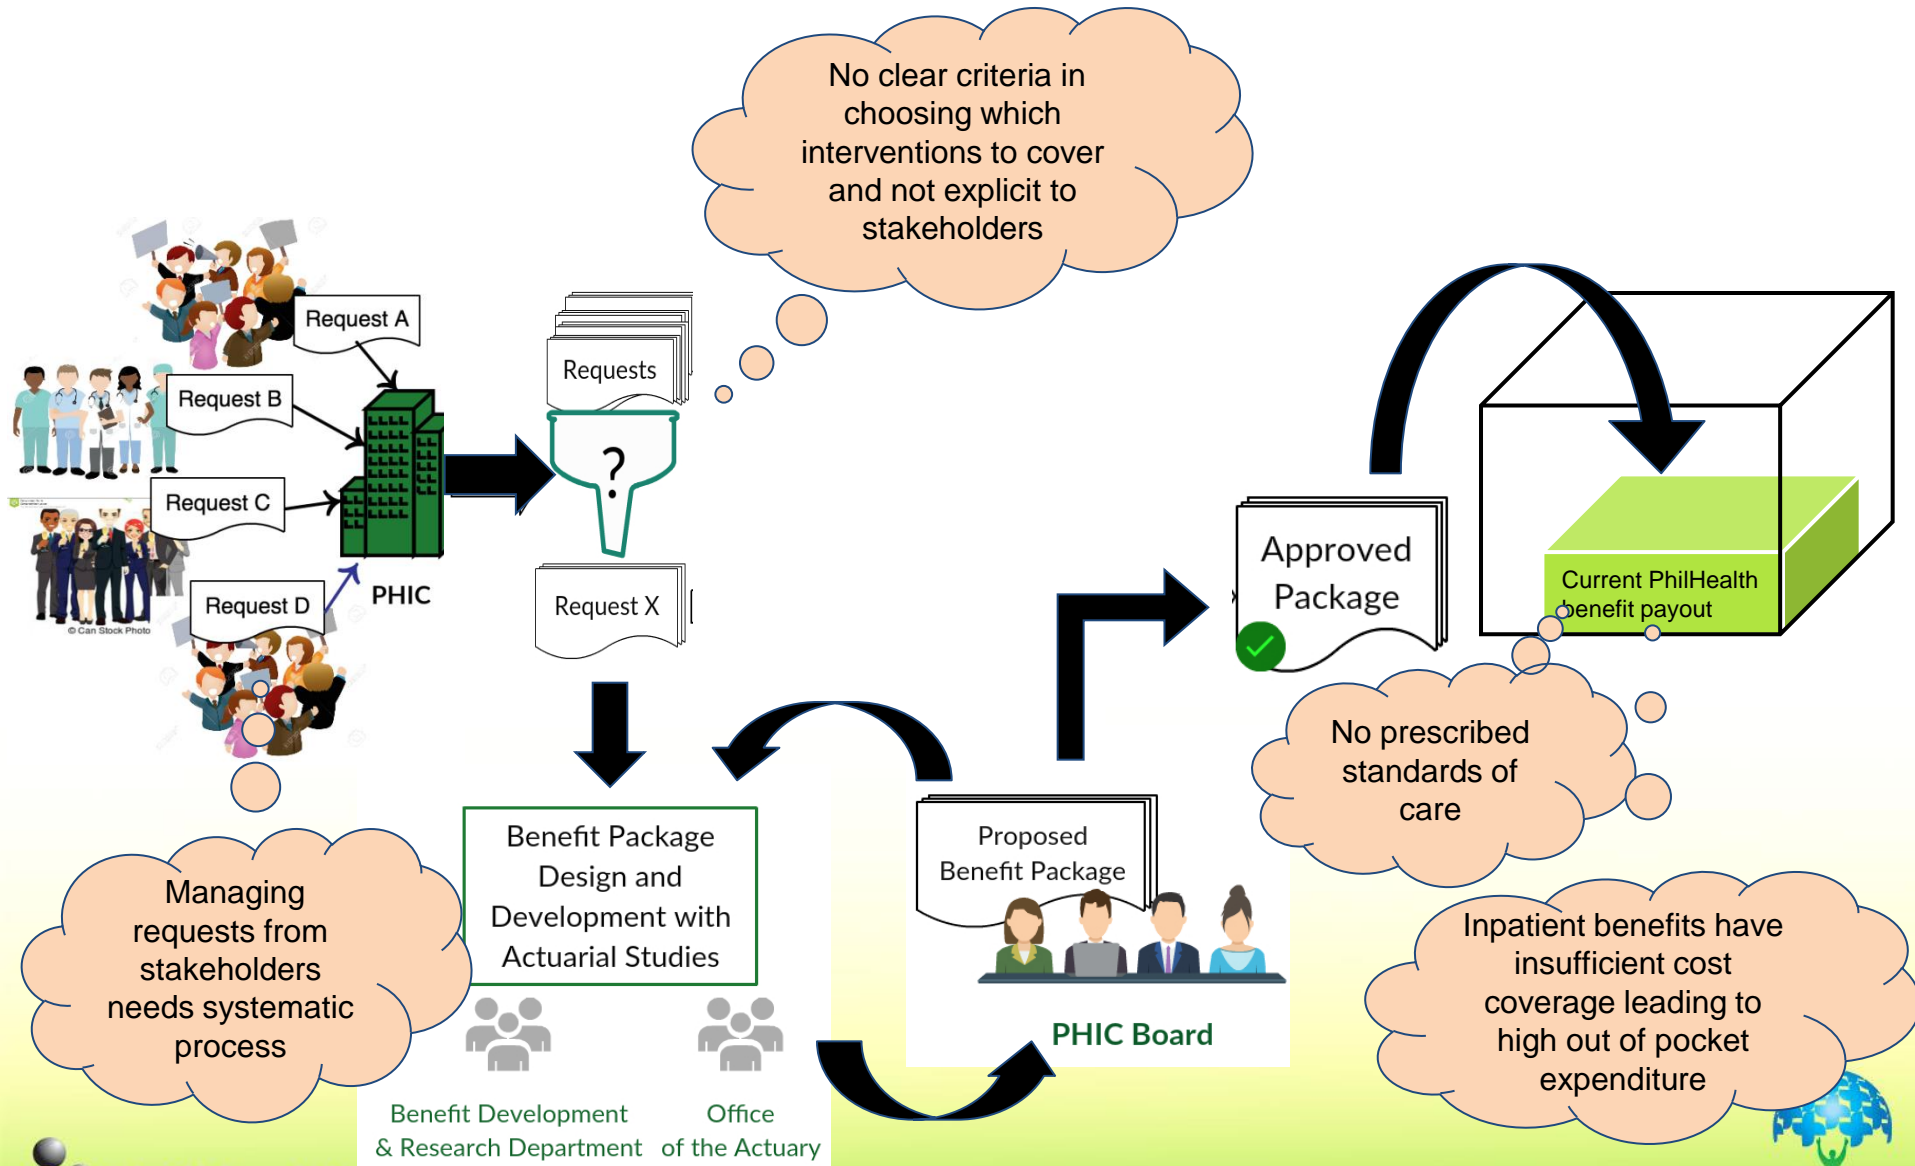 No clear criteria in
choosing which
interventions to cover
and not explicit to
stakeholders
Request A
Request B
Request C
Request D
© Can Stock Photo
PHIC
Requests
?
Request X
Approved
Package
Current PhilHealth
benefit payout
No prescribed
standards of
care
Managing
requests from
stakeholders
needs systematic
process
Benefit Package
Design and
Development with
Actuarial Studies
Benefit Development
& Research Department
Office
of the Actuary
Proposed
Benefit Package
PHIC Board
Inpatient benefits have
insufficient cost
coverage leading to
high out of pocket
expenditure